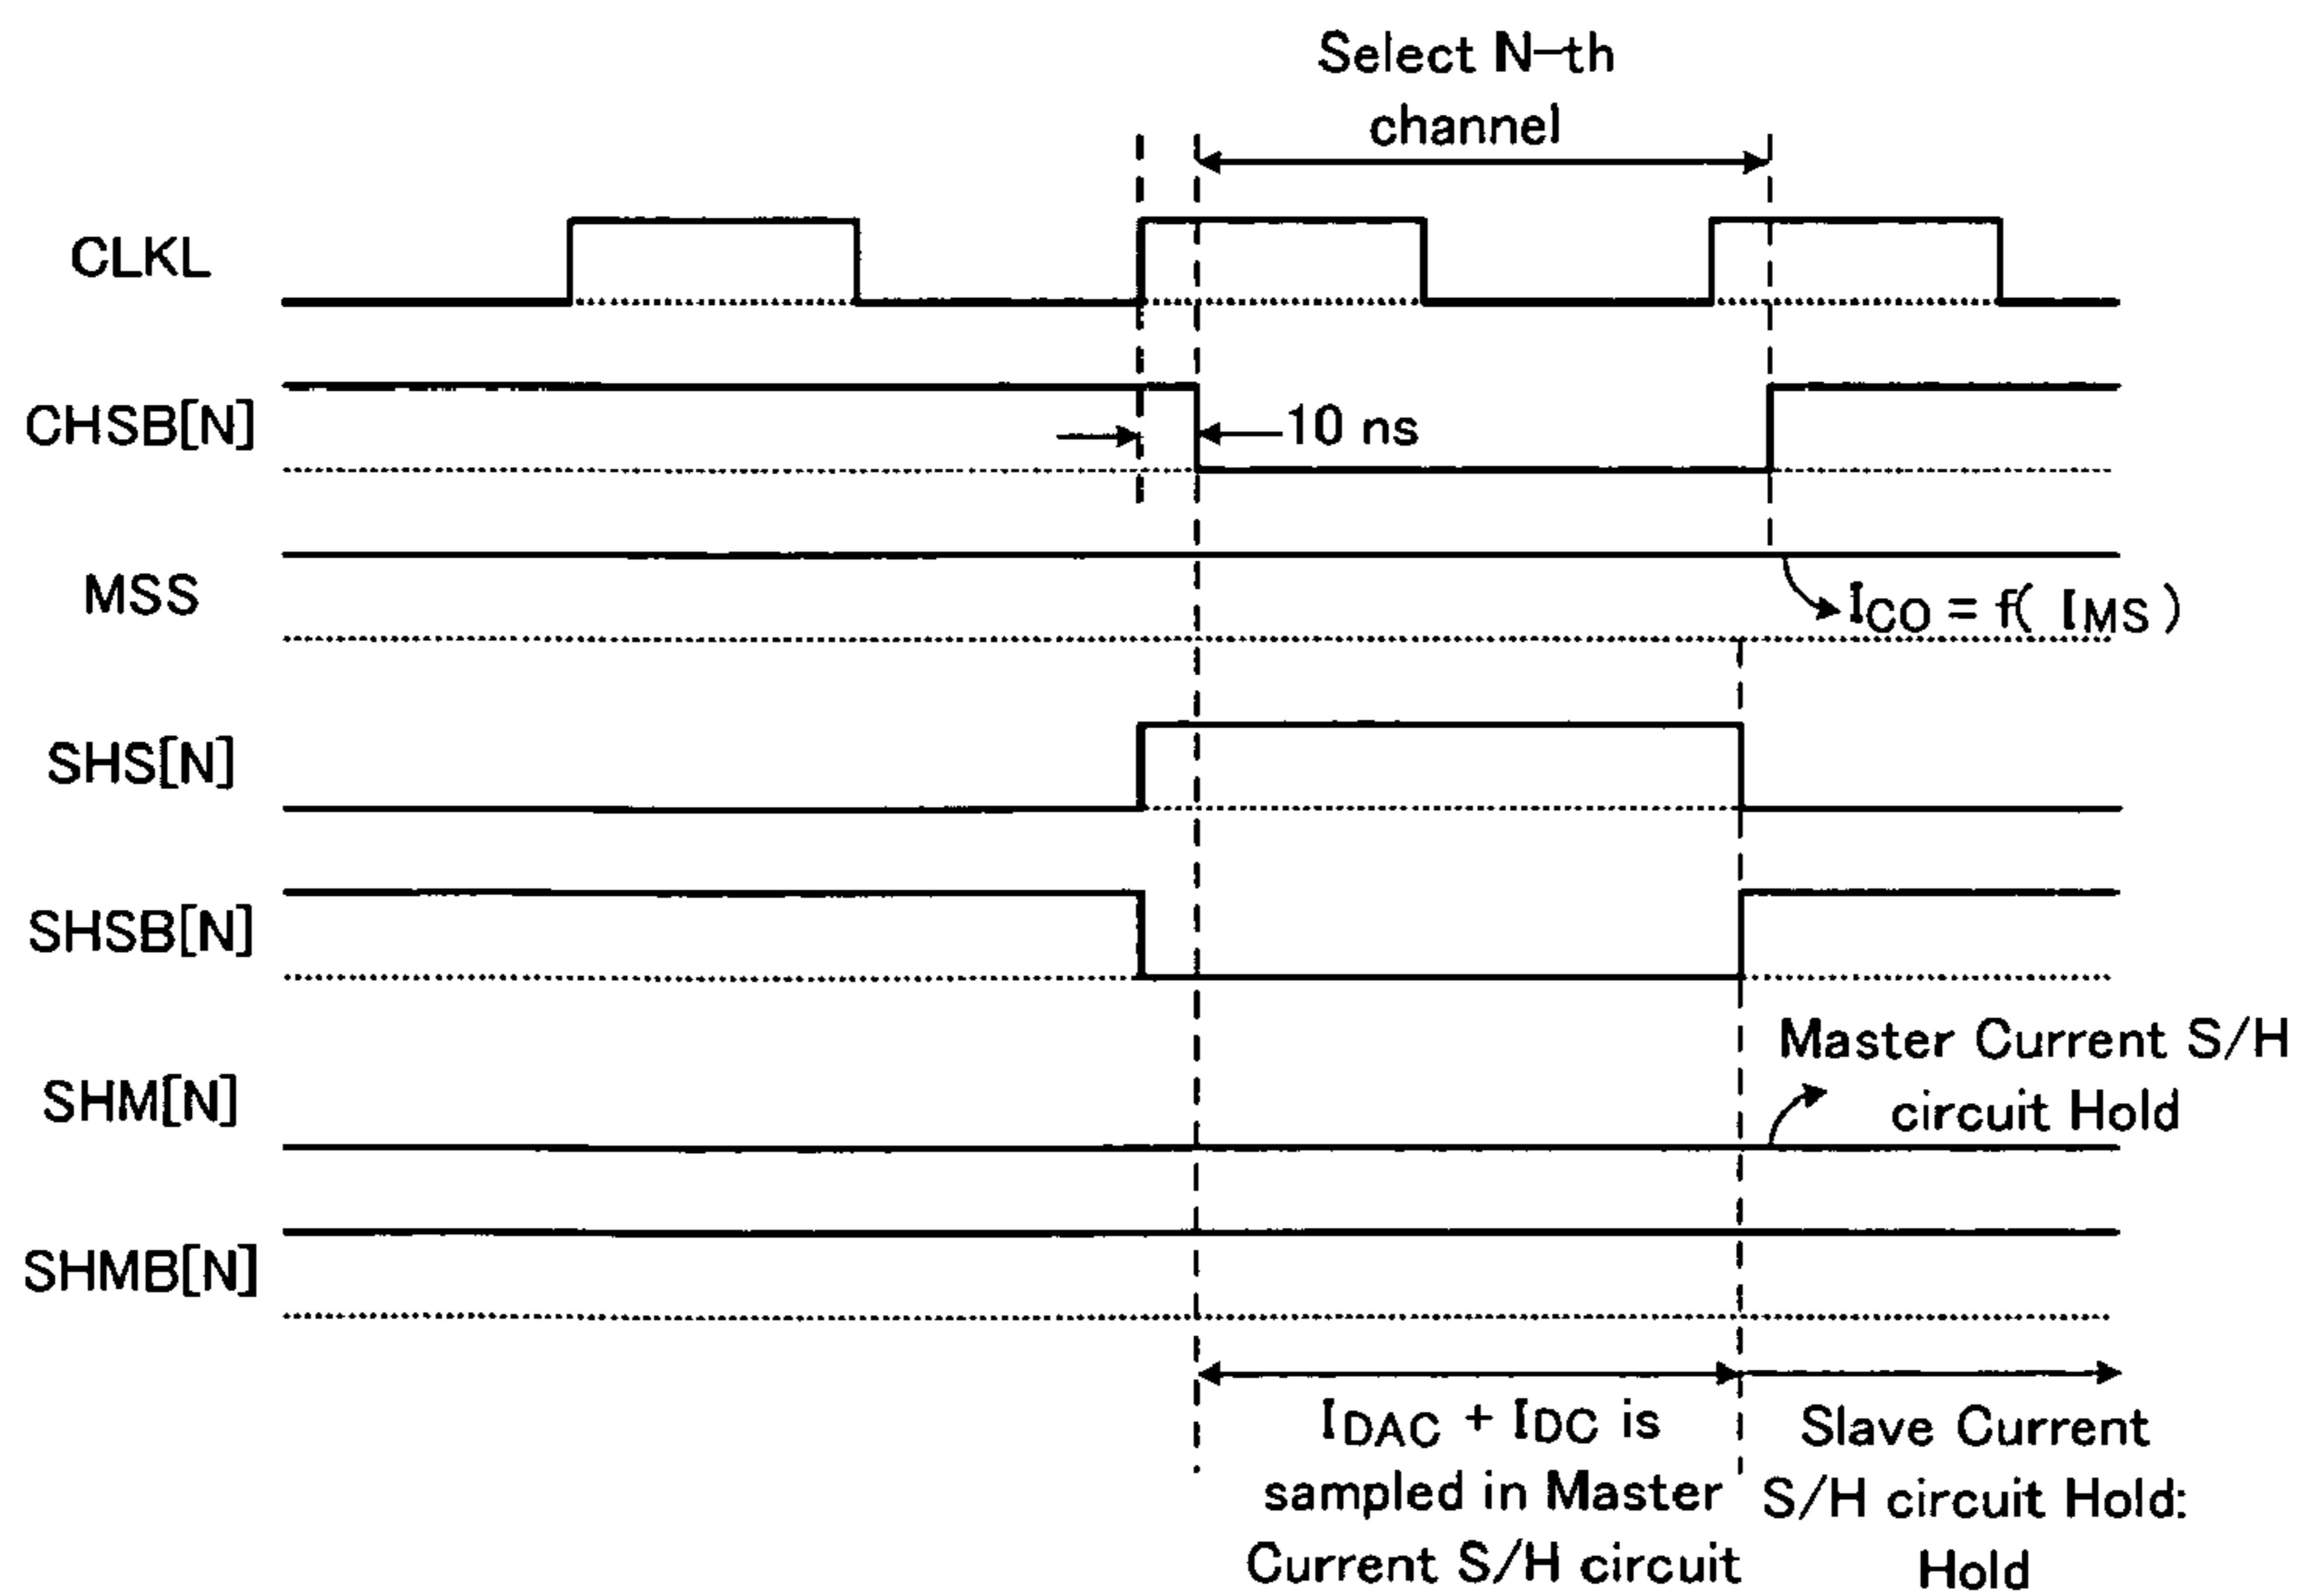 Select N-th
channel
CLKL
CHSB[N]
10 ns
MSS
ICO = f( IMS )
SHS[N]
SHSB[N]
SHM[N]
Master Current S/H
circuit Hold
SHMB[N]
IDAC + IDC is
sampled in Master
Current S/H circuit
Slave Current
S/H circuit Hold:
Hold